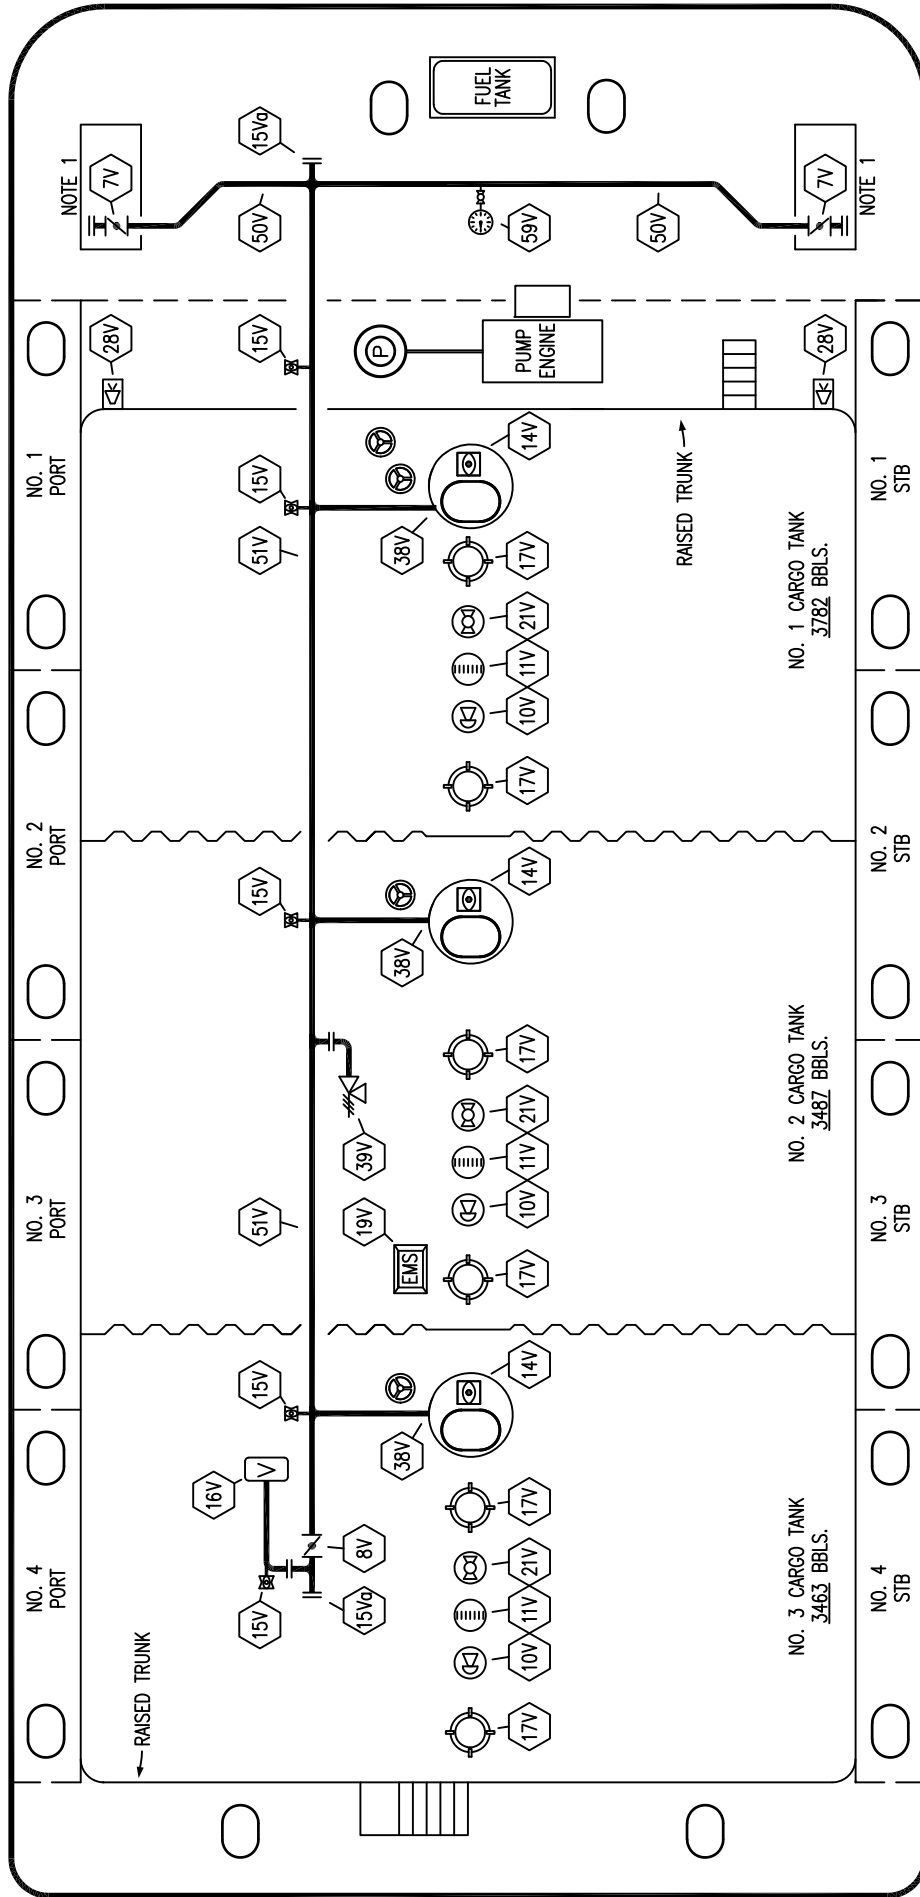 NOTE 1
7V
15Va
50V
FUEL
TANK
59V
50V
7V
NOTE 1
NO. 1
PORT
28V
15V
P
PUMP
ENGINE
28V
15V
51V
38V
14V
17V
21V
11V
10V
17V
RAISED TRUNK
NO. 1 CARGO TANK
3782 BBLS.
NO. 1
STB
NO. 2
PORT
15V
38V
14V
39V
17V
21V
11V
10V
17V
19V
EMS
51V
NO. 2 CARGO TANK
3487 BBLS.
NO. 2
STB
NO. 3
PORT
NO. 3
STB
15V
38V
14V
16V
V
8V
15V
15Va
17V
21V
11V
10V
17V
NO. 3 CARGO TANK
3463 BBLS.
NO. 4
PORT
NO. 4
STB
RAISED TRUNK